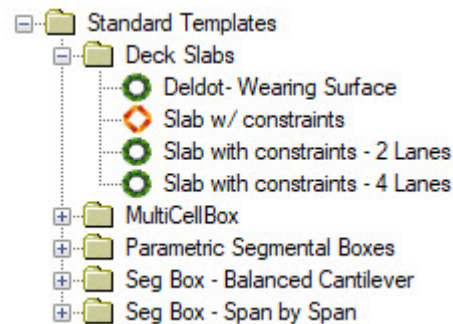 Standard Templates
Deck Slabs
Deldot- Wearing Surface
Slab w/ constraints
Slab with constraints - 2 Lanes
Slab with constraints - 4 Lanes
MultiCellBox
Parametric Segmental Boxes
Seg Box - Balanced Cantilever
Seg Box - Span by Span